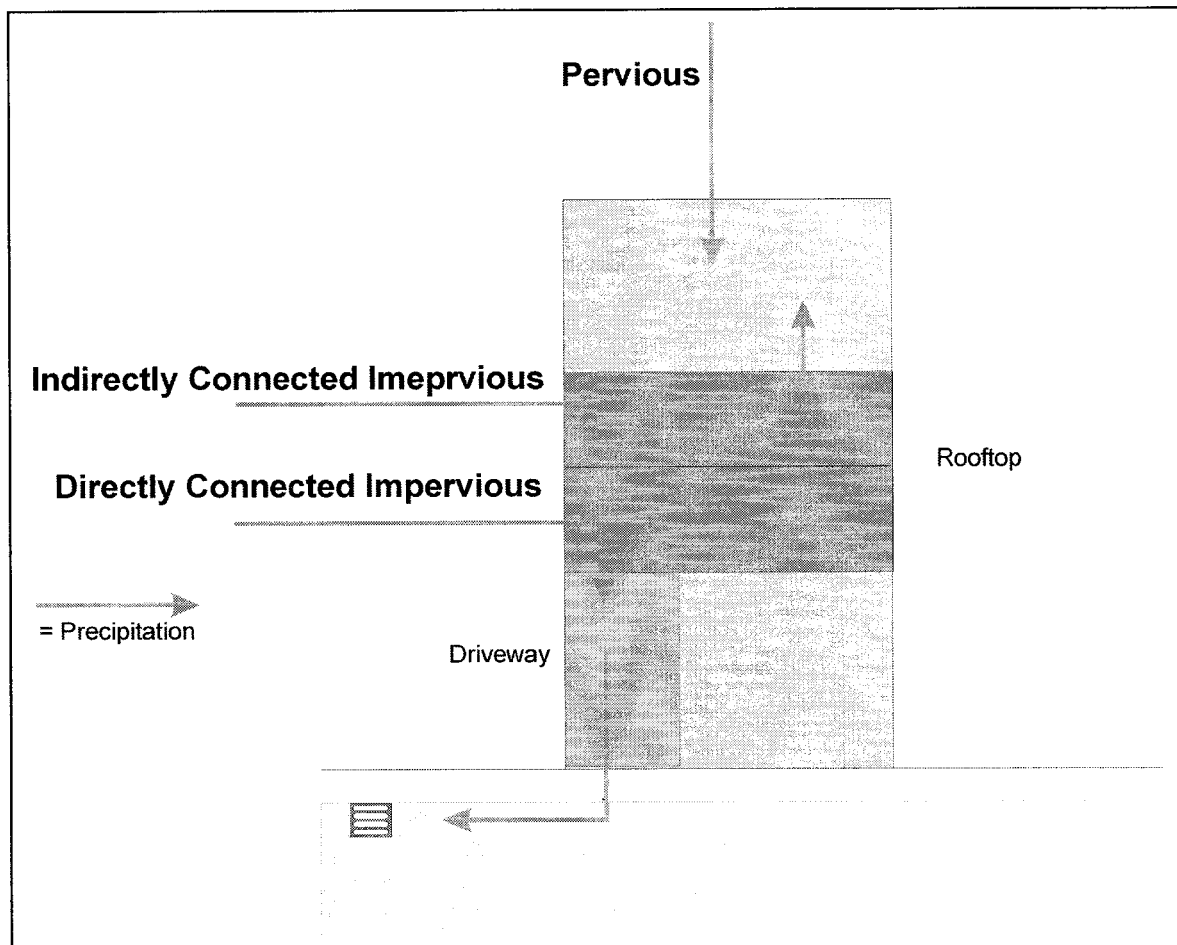 Pervious
Indirectly Connected Imeprvious
Rooftop
Directly Connected Impervious
= Precipitation
Driveway